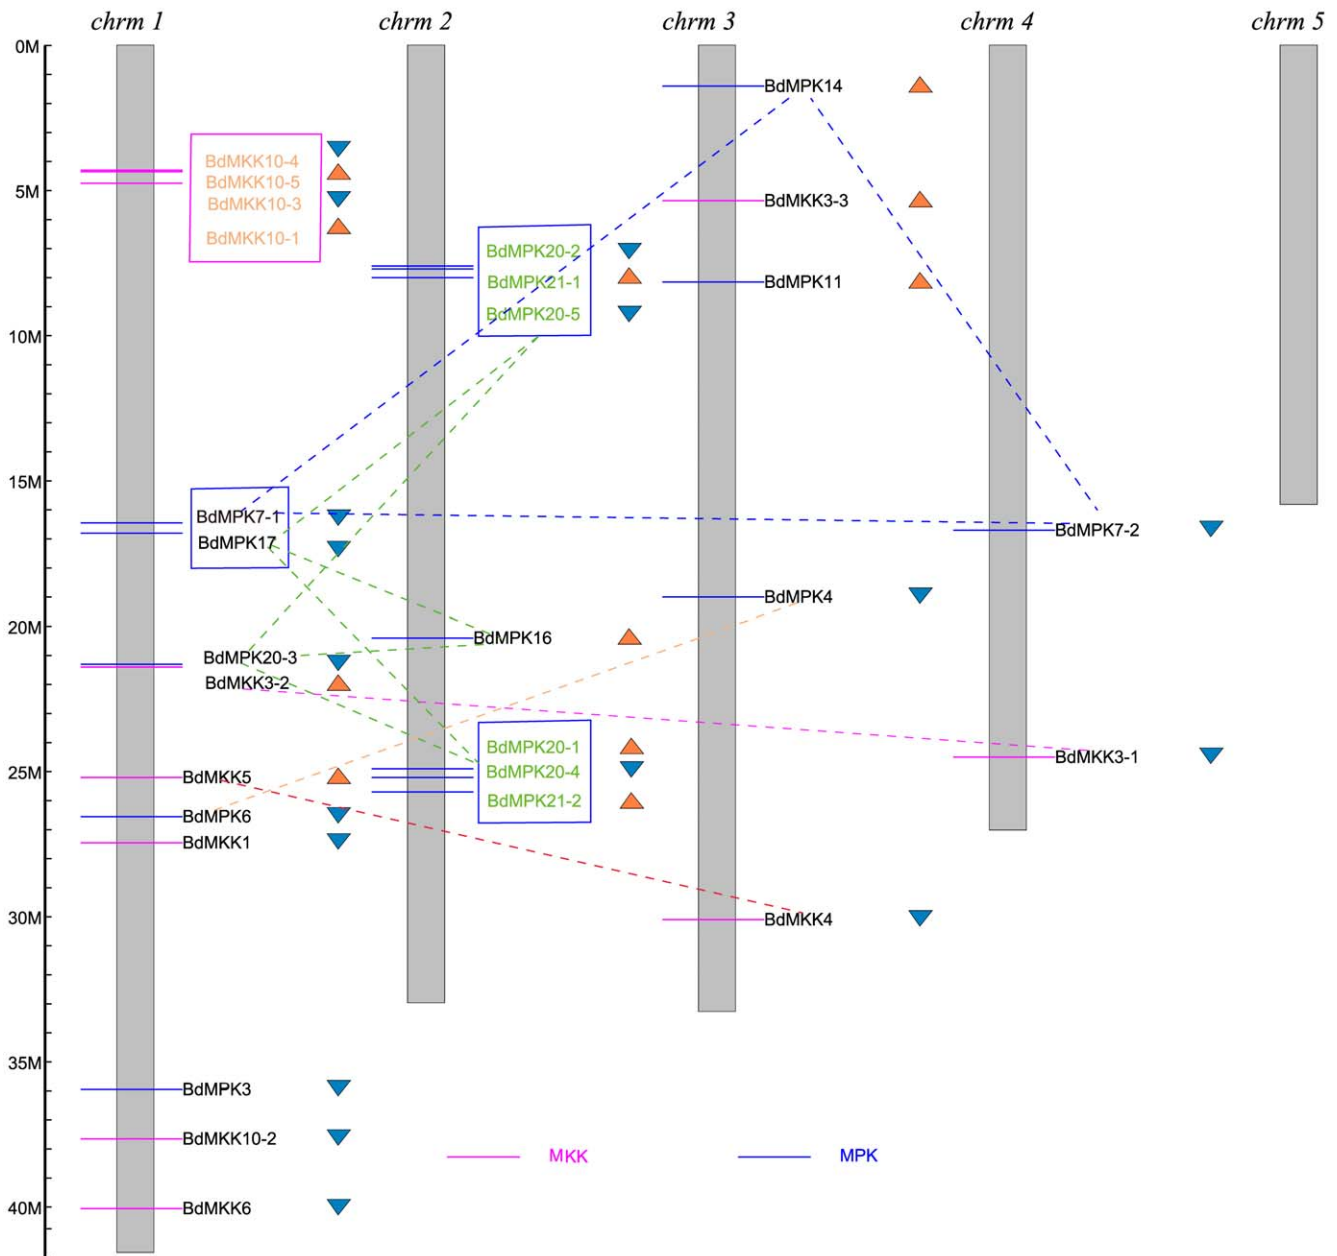 chrm 1 chrm 2 chrm 3 chrm 4 chrm 5
0M
BdMPK14
BdMKK10-4
BdMKK10-5
5M
BdMKK10-3
BdMKK3-3
BdMKK10-1
BdMPK20-2
BdMPK21-1
BdMPK11
BdMPK20-5
10M
15M
BdMPK7-1
BdMPK7-2
BdMPK17
BdMPK4
20M
BdMPK16
BdMPK20-3
BdMKK3-2
BdMPK20-1
BdMKK3-1
BdMPK20-4
25M
BdMKK5
BdMPK21-2
BdMPK6
BdMKK1
30M
BdMKK4
35M
BdMPK3
BdMKK10-2
MKK MPK
40M
BdMKK6